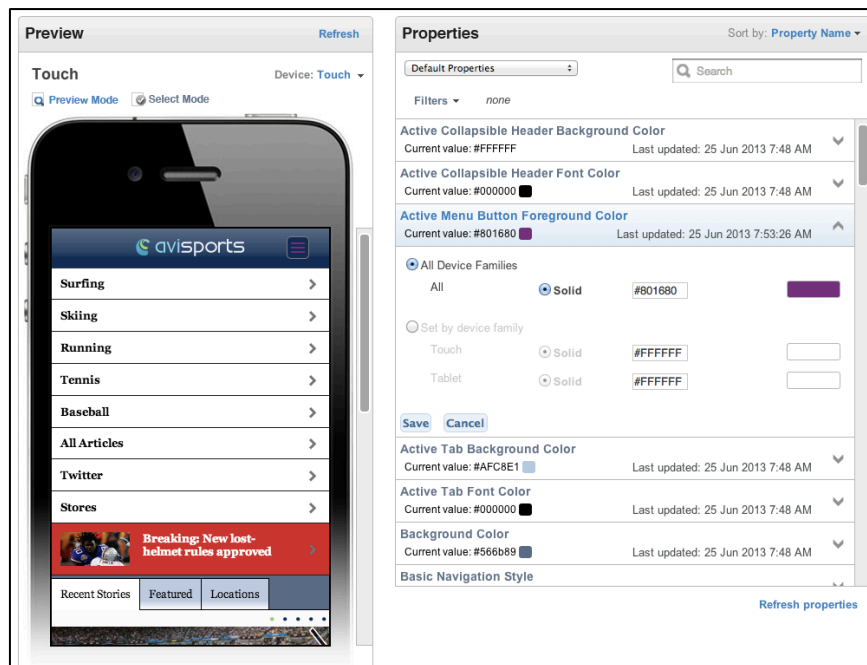 Preview
Refresh
Touch
Device: Touch
Preview Mode
Select Mode
avisports
Surfing
Skiing
Running
Tennis
Baseball
All Articles
Twitter
Stores
Breaking: New lost-
helmet rules approved
Recent Stories
Featured
Locations
Properties
Sort by: Property Name
Default Properties
Search
Filters
none
Active Collapsible Header Background Color
Current value: #FFFFFF
Last updated: 25 Jun 2013 7:48 AM
Active Collapsible Header Font Color
Current value: #000000
Last updated: 25 Jun 2013 7:48 AM
Active Menu Button Foreground Color
Current value: #801680
Last updated: 25 Jun 2013 7:53:26 AM
All Device Families
All
Solid
#801680
Set by device family
Touch
Solid
#FFFFFF
Tablet
Solid
#FFFFFF
Save
Cancel
Active Tab Background Color
Current value: #AFC8E1
Last updated: 25 Jun 2013 7:48 AM
Active Tab Font Color
Current value: #000000
Last updated: 25 Jun 2013 7:48 AM
Background Color
Current value: #566b89
Last updated: 25 Jun 2013 7:48 AM
Basic Navigation Style
Refresh properties